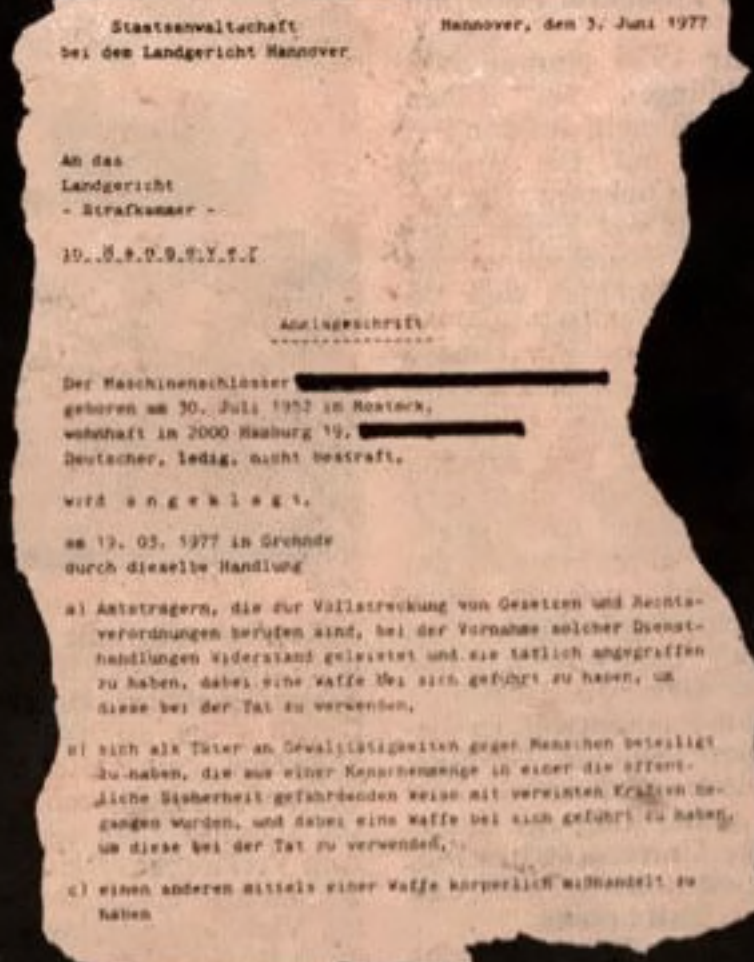 Staatsanwaltschaft
bei dem Landgericht Hannover
Hannover, den 3. Juni 1977
An das
Landgericht
- Strafkammer -
H a n n o v e r
Anklageschrift
Der Maschinenschlosser
geboren am 30. Juli 1952 in Rostock,
wohnhaft in 2000 Hamburg 19,
Deutscher, ledig, nicht bestraft,
wird a n g e k l a g t,
am 19. 03. 1977 in Grohnde
durch dieselbe Handlung
a) Amtsträgern, die zur Vollstreckung von Gesetzen und Rechts-
verordnungen berufen sind, bei der Vornahme solcher Dienst-
handlungen Widerstand geleistet und sie tätlich angegriffen
zu haben, dabei eine Waffe bei sich geführt zu haben, um
diese bei der Tat zu verwenden,
b) sich als Täter an Gewalttätigkeiten gegen Menschen beteiligt
zu haben, die aus einer Menschenmenge in einer die öffent-
liche Sicherheit gefährdenden Weise mit vereinten Kräften be-
gangen wurden, und dabei eine Waffe bei sich geführt zu haben,
um diese bei der Tat zu verwenden,
c) einen anderen mittels einer Waffe körperlich mißhandelt zu
haben